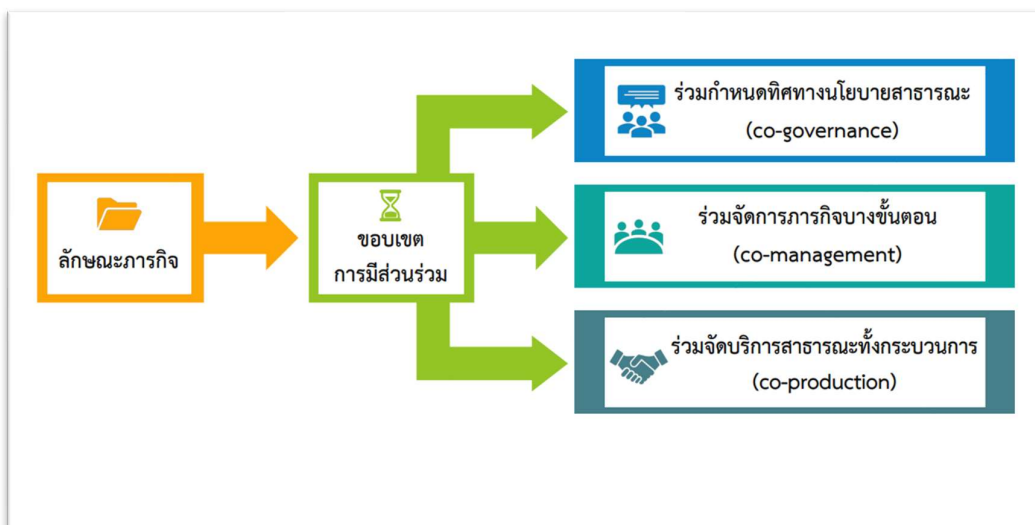 ลักษณะภารกิจ
ขอบเขต
การมีส่วนร่วม
ร่วมกำหนดทิศทางนโยบายสาธารณะ
(co-governance)
ร่วมจัดการภารกิจบางขั้นตอน
(co-management)
ร่วมจัดบริการสาธารณะทั้งกระบวนการ
(co-production)